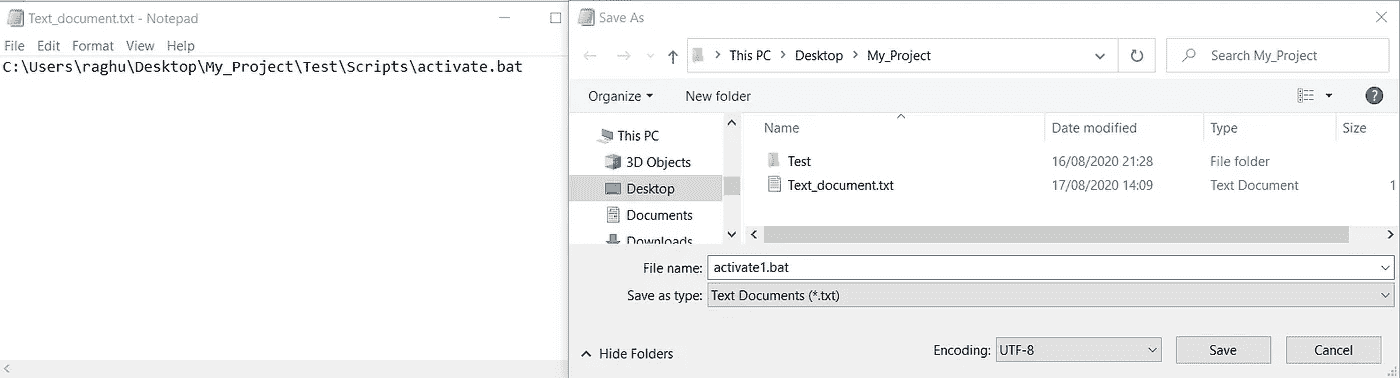 Text_document.txt - Notepad
File Edit Format View Help
C:\Users\raghu\Desktop\My_Project\Test\Scripts\activate.bat
Save As
This PC > Desktop > My_Project
Search My_Project
Organize New folder
Name Date modified Type Size
This PC
3D Objects
Desktop
Documents
Downloads
Test 16/08/2020 21:28 File folder
Text_document.txt 17/08/2020 14:09 Text Document 1
File name: activate1.bat
Save as type: Text Documents (*.txt)
Hide Folders
Encoding: UTF-8 Save Cancel